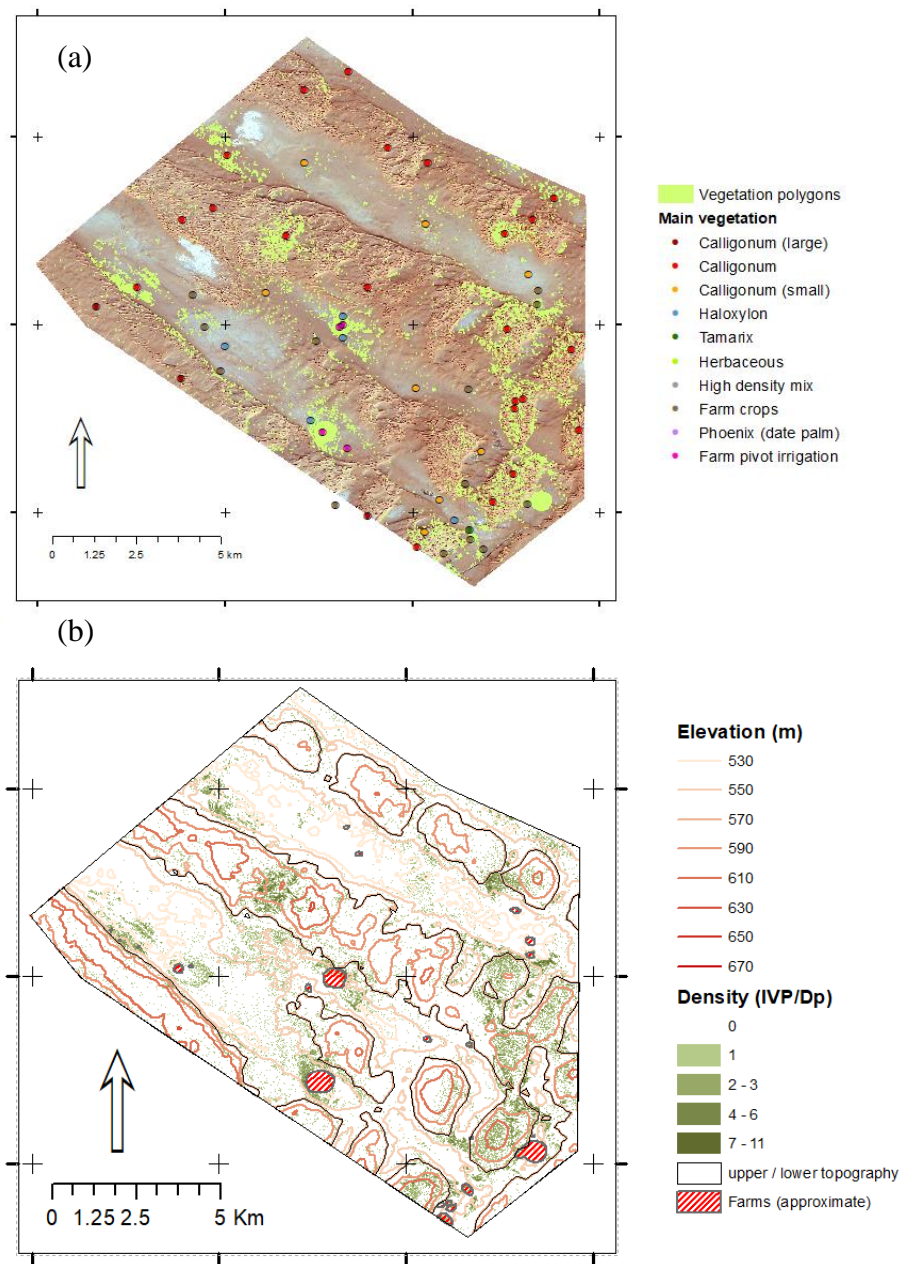 (a)
Vegetation polygons
Main vegetation
Calligonum (large)
Calligonum
Calligonum (small)
Haloxylon
Tamarix
Herbaceous
High density mix
Farm crops
Phoenix (date palm)
Farm pivot irrigation
0 1.25 2.5 5 km
(b)
Elevation (m)
530
550
570
590
610
630
650
670
Density (IVP/Dp)
0
1
2 - 3
4 - 6
7 - 11
upper / lower topography
Farms (approximate)
0 1.25 2.5 5 Km